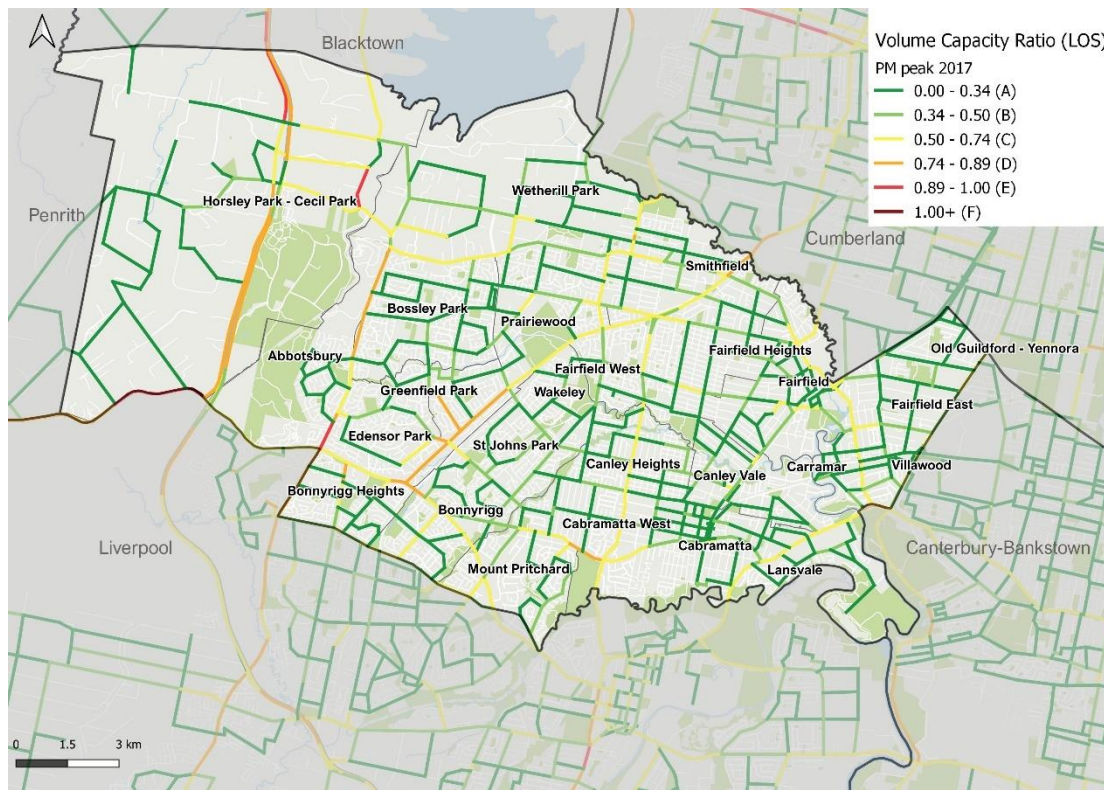 Blacktown
Volume Capacity Ratio (LOS)
PM peak 2017
0.00 - 0.34 (A)
0.34 - 0.50 (B)
0.50 - 0.74 (C)
0.74 - 0.89 (D)
0.89 - 1.00 (E)
1.00+ (F)
Wetherill Park
Horsley Park - Cecil Park
Penrith
Cumberland
Smithfield
Bossley Park
Prairiewood
Old Guildford - Yennora
Fairfield Heights
Abbotsbury
Fairfield West
Fairfield
Greenfield Park
Wakeley
Fairfield East
Edensor Park
St Johns Park
Canley Heights
Carramar
Villawood
Canley Vale
Bonnyrigg Heights
Bonnyrigg
Cabramatta West
Liverpool
Cabramatta
Canterbury-Bankstown
Mount Pritchard
Lansvale
0 1.5 3 km